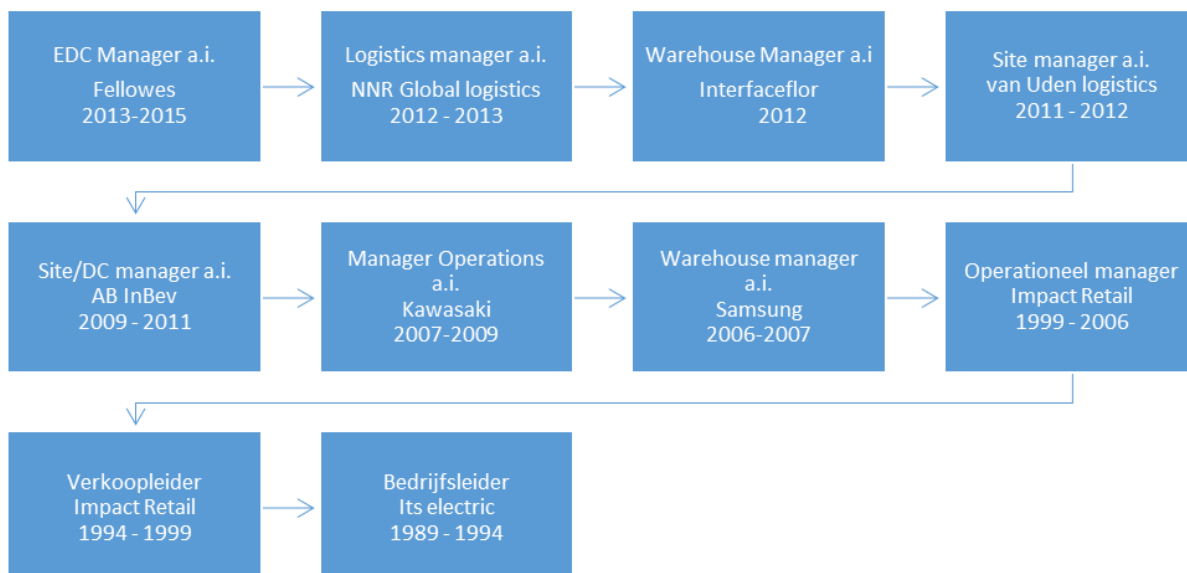 EDC Manager a.i.
Fellowes
2013-2015
Logistics manager a.i.
NNR Global logistics
2012 - 2013
Warehouse Manager a.i
Interfaceflor
2012
Site manager a.i.
van Uden logistics
2011 - 2012
Site/DC manager a.i.
AB InBev
2009 - 2011
Manager Operations
a.i.
Kawasaki
2007-2009
Warehouse manager
a.i.
Samsung
2006-2007
Operationeel manager
Impact Retail
1999 - 2006
Verkoopleider
Impact Retail
1994 - 1999
Bedrijfsleider
Its electric
1989 - 1994